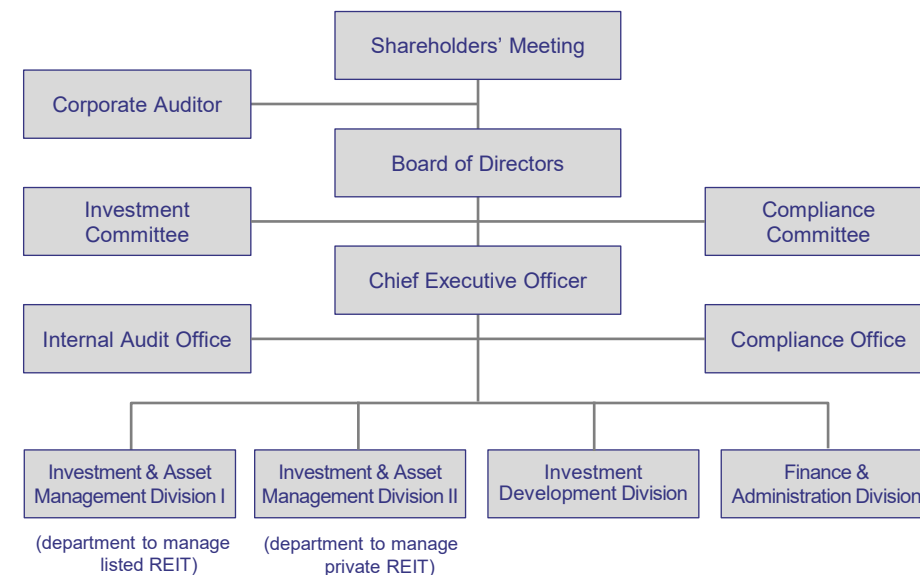 Shareholders’ Meeting
Corporate Auditor
Board of Directors
Investment
Committee
Compliance
Committee
Chief Executive Officer
Internal Audit Office
Compliance Office
Investment & Asset
Management Division I
Investment & Asset
Management Division II
Investment
Development Division
Finance &
Administration Division
(department to manage
listed REIT)
(department to manage
private REIT)